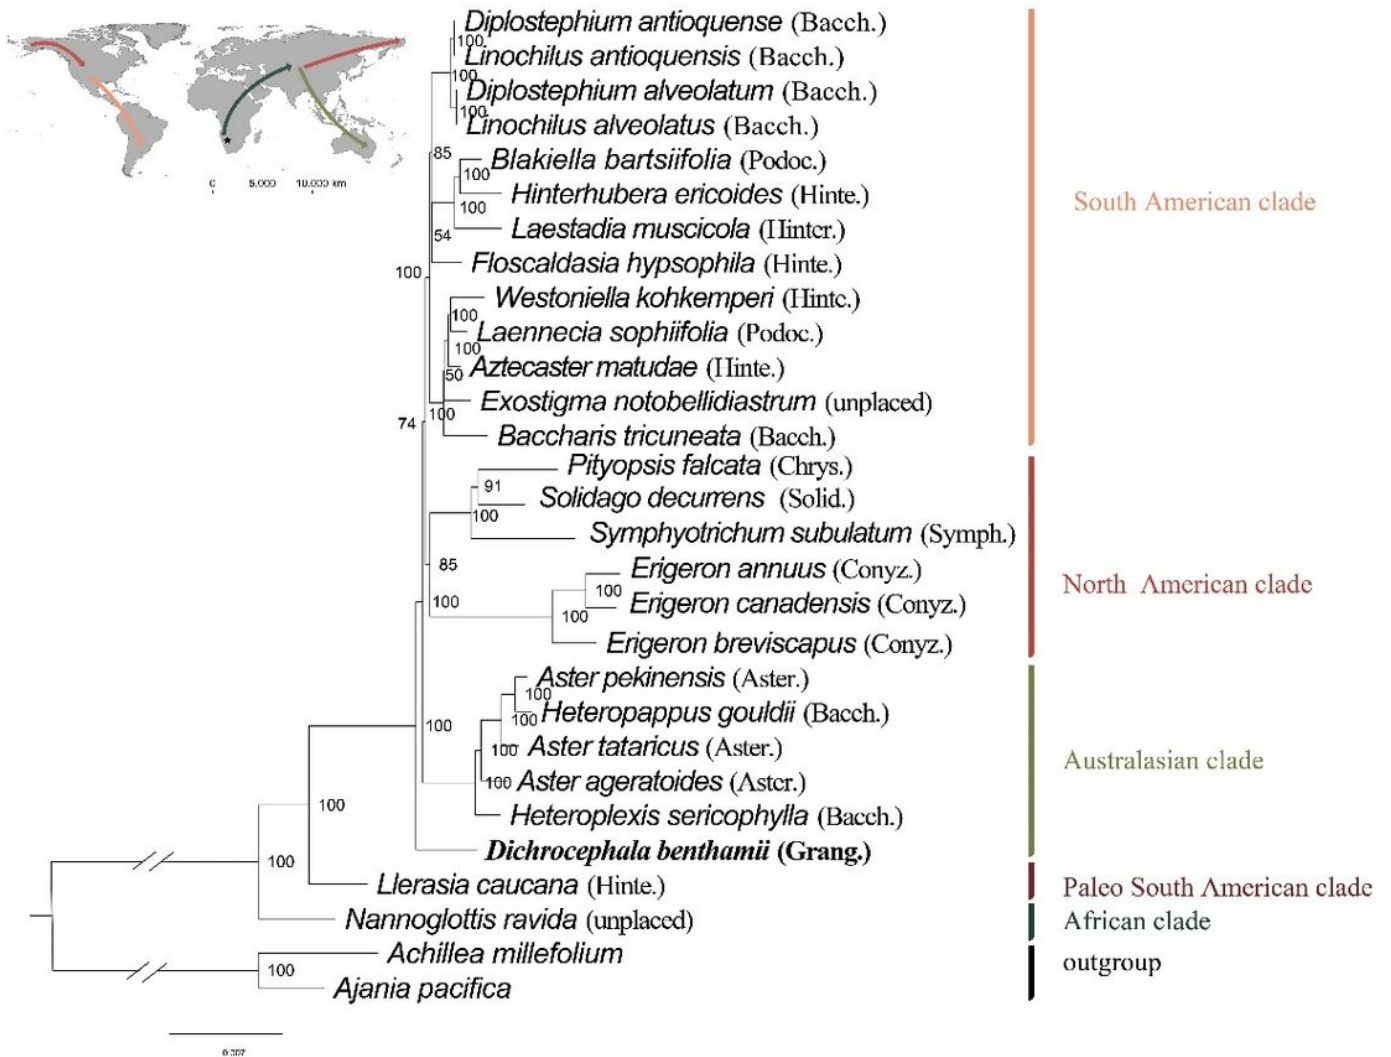 Diplostephium antioquense (Bacch.)
100
Linochilus antioquensis (Bacch.)
100
Diplostephium alveolatum (Bacch.)
100
Linochilus alveolatus (Bacch.)
85
Blakiella bartsiifolia (Podoc.)
100
Hinterhubera ericoides (Hinte.)
100
Laestadia muscicola (Hinter.)
54
Floscaldasia hypsophila (Hinte.)
100
Westoniella kohkemperi (Hinte.)
100
Laennecia sophiifolia (Podoc.)
100
Aztecaster matudae (Hinte.)
50
Exostigma notobellidiastrum (unplaced)
100
74
Baccharis tricuneata (Bacch.)
Pityopsis falcata (Chrys.)
91
Solidago decurrens (Solid.)
100
Symphyotrichum subulatum (Symph.)
85
Erigeron annuus (Conyz.)
100
Erigeron canadensis (Conyz.)
100
100
Erigeron breviscapus (Conyz.)
Aster pekinensis (Aster.)
100
Heteropappus gouldii (Bacch.)
100
100
Aster tataricus (Aster.)
100
Aster ageratoides (Aster.)
100
Heteroplexis sericophylla (Bacch.)
100
Dichrocephala benthamii (Grang.)
100
Llerasia caucana (Hinte.)
Nannoglottis ravida (unplaced)
Achillea millefolium
100
Ajania pacifica
0.007
0 5.000 10.000 km
South American clade
North American clade
Australasian clade
Paleo South American clade
African clade
outgroup